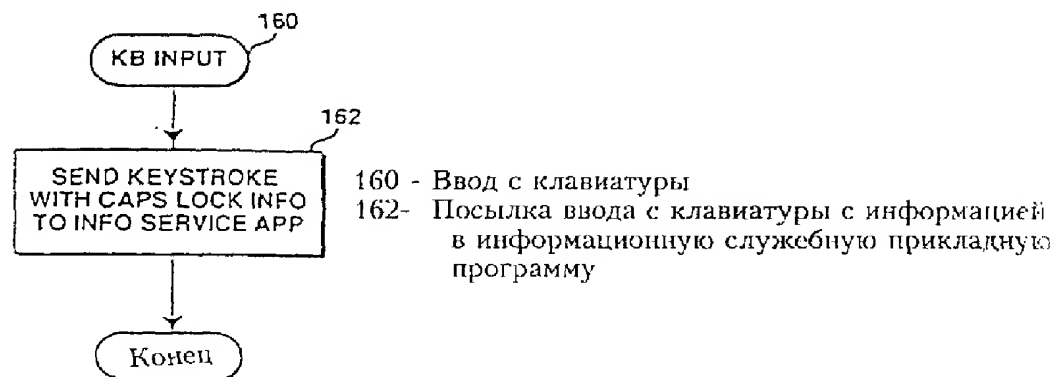 160
KB INPUT
162
SEND KEYSTROKE
WITH CAPS LOCK INFO
TO INFO SERVICE APP
160 - Ввод с клавиатуры
162- Посылка ввода с клавиатуры с информацией
в информационную служебную прикладную
программу
Конец